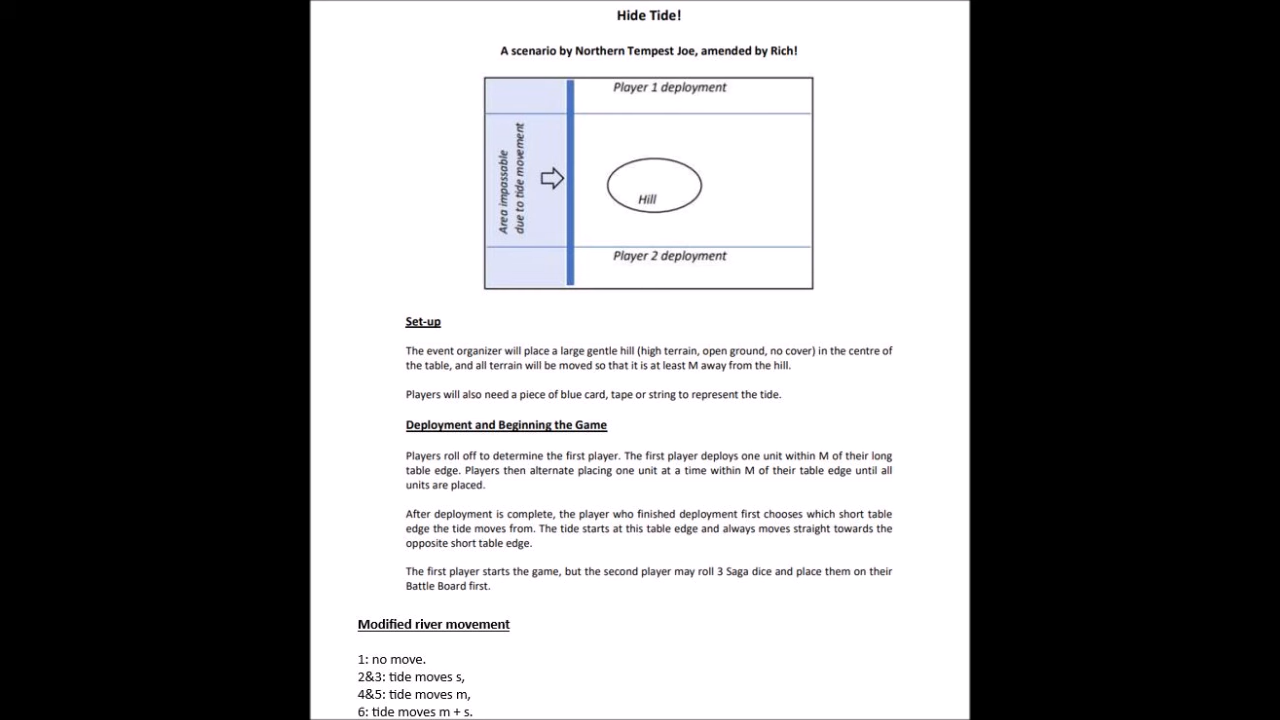 Hide Tide!
A scenario by Northern Tempest Joe, amended by Rich!
Player 1 deployment
Area impassable
due to tide movement
Hill
Player 2 deployment
Set-up
The event organizer will place a large gentle hill (high terrain, open ground, no cover) in the centre of
the table, and all terrain will be moved so that it is at least M away from the hill.
Players will also need a piece of blue card, tape or string to represent the tide.
Deployment and Beginning the Game
Players roll off to determine the first player. The first player deploys one unit within M of their long
table edge. Players then alternate placing one unit at a time within M of their table edge until all
units are placed.
After deployment is complete, the player who finished deployment first chooses which short table
edge the tide moves from. The tide starts at this table edge and always moves straight towards the
opposite short table edge.
The first player starts the game, but the second player may roll 3 Saga dice and place them on their
Battle Board first.
Modified river movement
1: no move.
2&3: tide moves s,
4&5: tide moves m,
6: tide moves m + s.